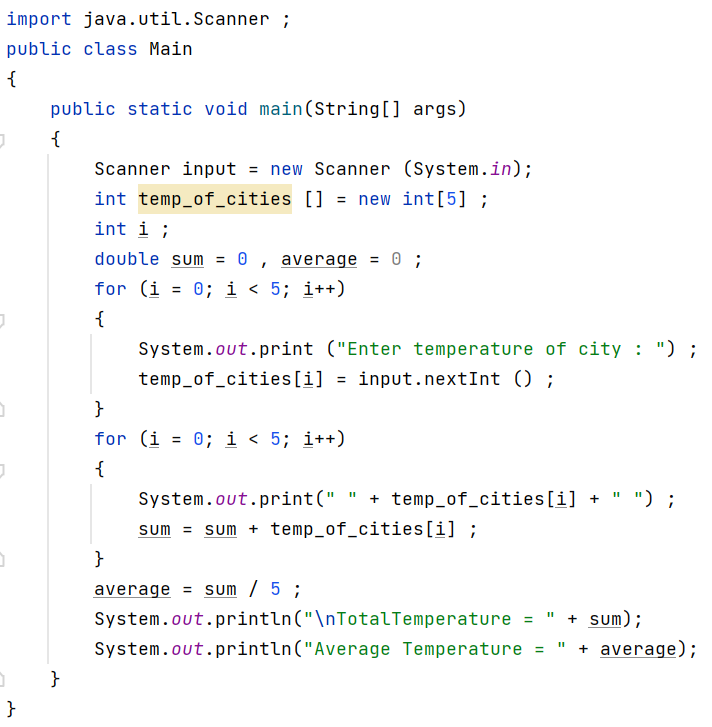 import java.util.Scanner ;
public class Main
{
    public static void main(String[] args)
    {
        Scanner input = new Scanner (System.in);
        int temp_of_cities [] = new int[5] ;
        int i ;
        double sum = 0 , average = 0 ;
        for (i = 0; i < 5; i++)
        {
            System.out.print ("Enter temperature of city : ") ;
            temp_of_cities[i] = input.nextInt () ;
        }
        for (i = 0; i < 5; i++)
        {
            System.out.print(" " + temp_of_cities[i] + " ") ;
            sum = sum + temp_of_cities[i] ;
        }
        average = sum / 5 ;
        System.out.println("\nTotalTemperature = " + sum);
        System.out.println("Average Temperature = " + average);
    }
}